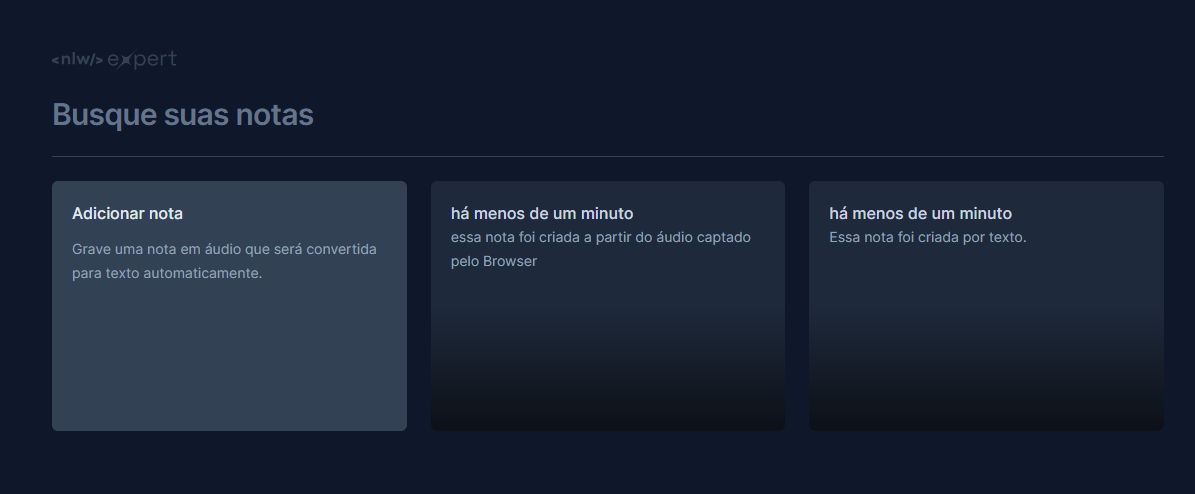 <nlw/> expert
Busque suas notas
Adicionar nota
Grave uma nota em áudio que será convertida
para texto automaticamente.
há menos de um minuto
essa nota foi criada a partir do áudio captado
pelo Browser
há menos de um minuto
Essa nota foi criada por texto.